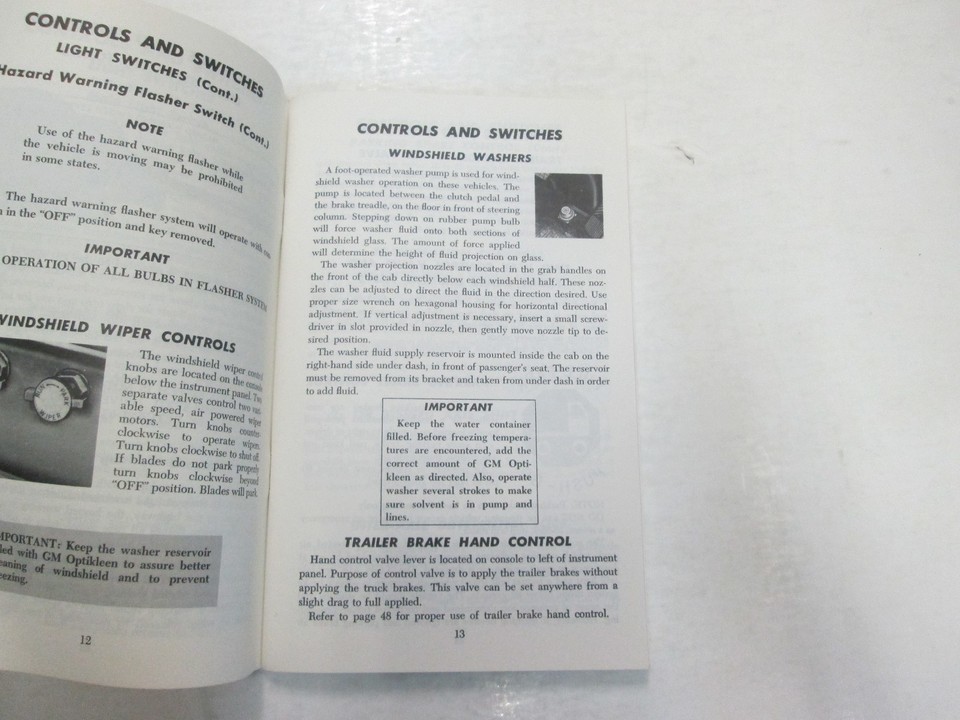 CONTROLS AND SWITCHES
LIGHT SWITCHES (Cont.)
Hazard Warning Flasher Switch (Cont.)
NOTE
Use of the hazard warning flasher while
the vehicle is moving may be prohibited
in some states.
The hazard warning flasher system will operate with
in the "OFF" position and key removed.
IMPORTANT
OPERATION OF ALL BULBS IN FLASHER SYSTEM
WINDSHIELD WIPER CONTROLS
The windshield wiper
knobs are located on the
below the instrument panel. Two
separate valves control two
able speed, air powered wiper
motors. Turn knobs
clockwise to operate wipers.
Turn knobs clockwise to shut off.
If blades do not park properly
turn knobs clockwise beyond
"OFF" position. Blades will park
PARK
WIPER
IMPORTANT: Keep the washer reservoir
with GM Optikleen to assure better
of windshield and to prevent
12
CONTROLS AND SWITCHES
WINDSHIELD WASHERS
A foot-operated washer pump is used for wind-
shield washer operation on these vehicles. The
pump is located between the clutch pedal and
the brake treadle, on the floor in front of steering
column. Stepping down on rubber pump bulb
will force washer fluid onto both sections of
windshield glass. The amount of force applied
will determine the height of fluid projection on glass.
The washer projection nozzles are located in the grab handles on
the front of the cab directly below each windshield half. These noz-
zles can be adjusted to direct the fluid in the direction desired. Use
proper size wrench on hexagonal housing for horizontal directional
adjustment. If vertical adjustment is necessary, insert a small screw-
driver in slot provided in nozzle, then gently move nozzle tip to de-
sired position.
The washer fluid supply reservoir is mounted inside the cab on the
right-hand side under dash, in front of passenger's seat. The reservoir
must be removed from its bracket and taken from under dash in order
to add fluid.
IMPORTANT
Keep the water container
filled. Before freezing tempera-
tures are encountered, add the
correct amount of GM Opti-
kleen as directed. Also, operate
washer several strokes to make
sure solvent is in pump and
lines.
TRAILER BRAKE HAND CONTROL
Hand control valve lever is located on console to left of instrument
panel. Purpose of control valve is to apply the trailer brakes without
applying the truck brakes. This valve can be set anywhere from a
slight drag to full applied.
Refer to page 48 for proper use of trailer brake hand control.
13